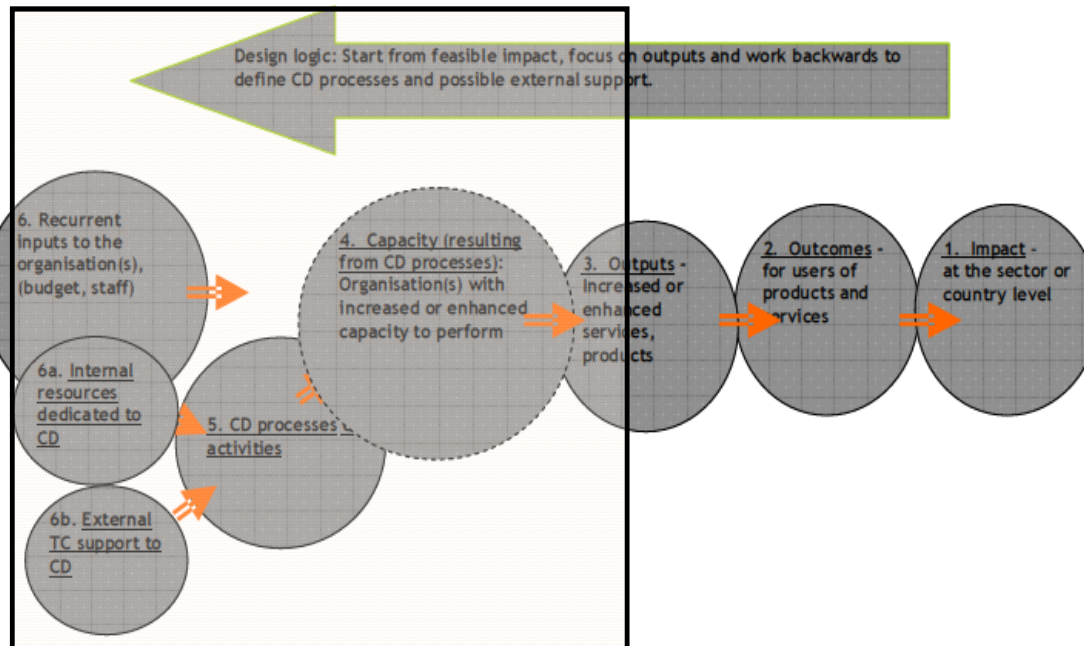 Design logic: Start from feasible impact, focus on outputs and work backwards to
define CD processes and possible external support.
6. Recurrent
inputs to the
organisation(s),
(budget, staff)
6a. Internal
resources
dedicated to
CD
6b. External
TC support to
CD
5. CD processes
activities
4. Capacity (resulting
from CD processes):
Organisation(s) with
increased or enhanced
capacity to perform
3. Outputs -
Increased or
enhanced
services,
products
2. Outcomes -
for users of
products and
services
1. Impact -
at the sector or
country level